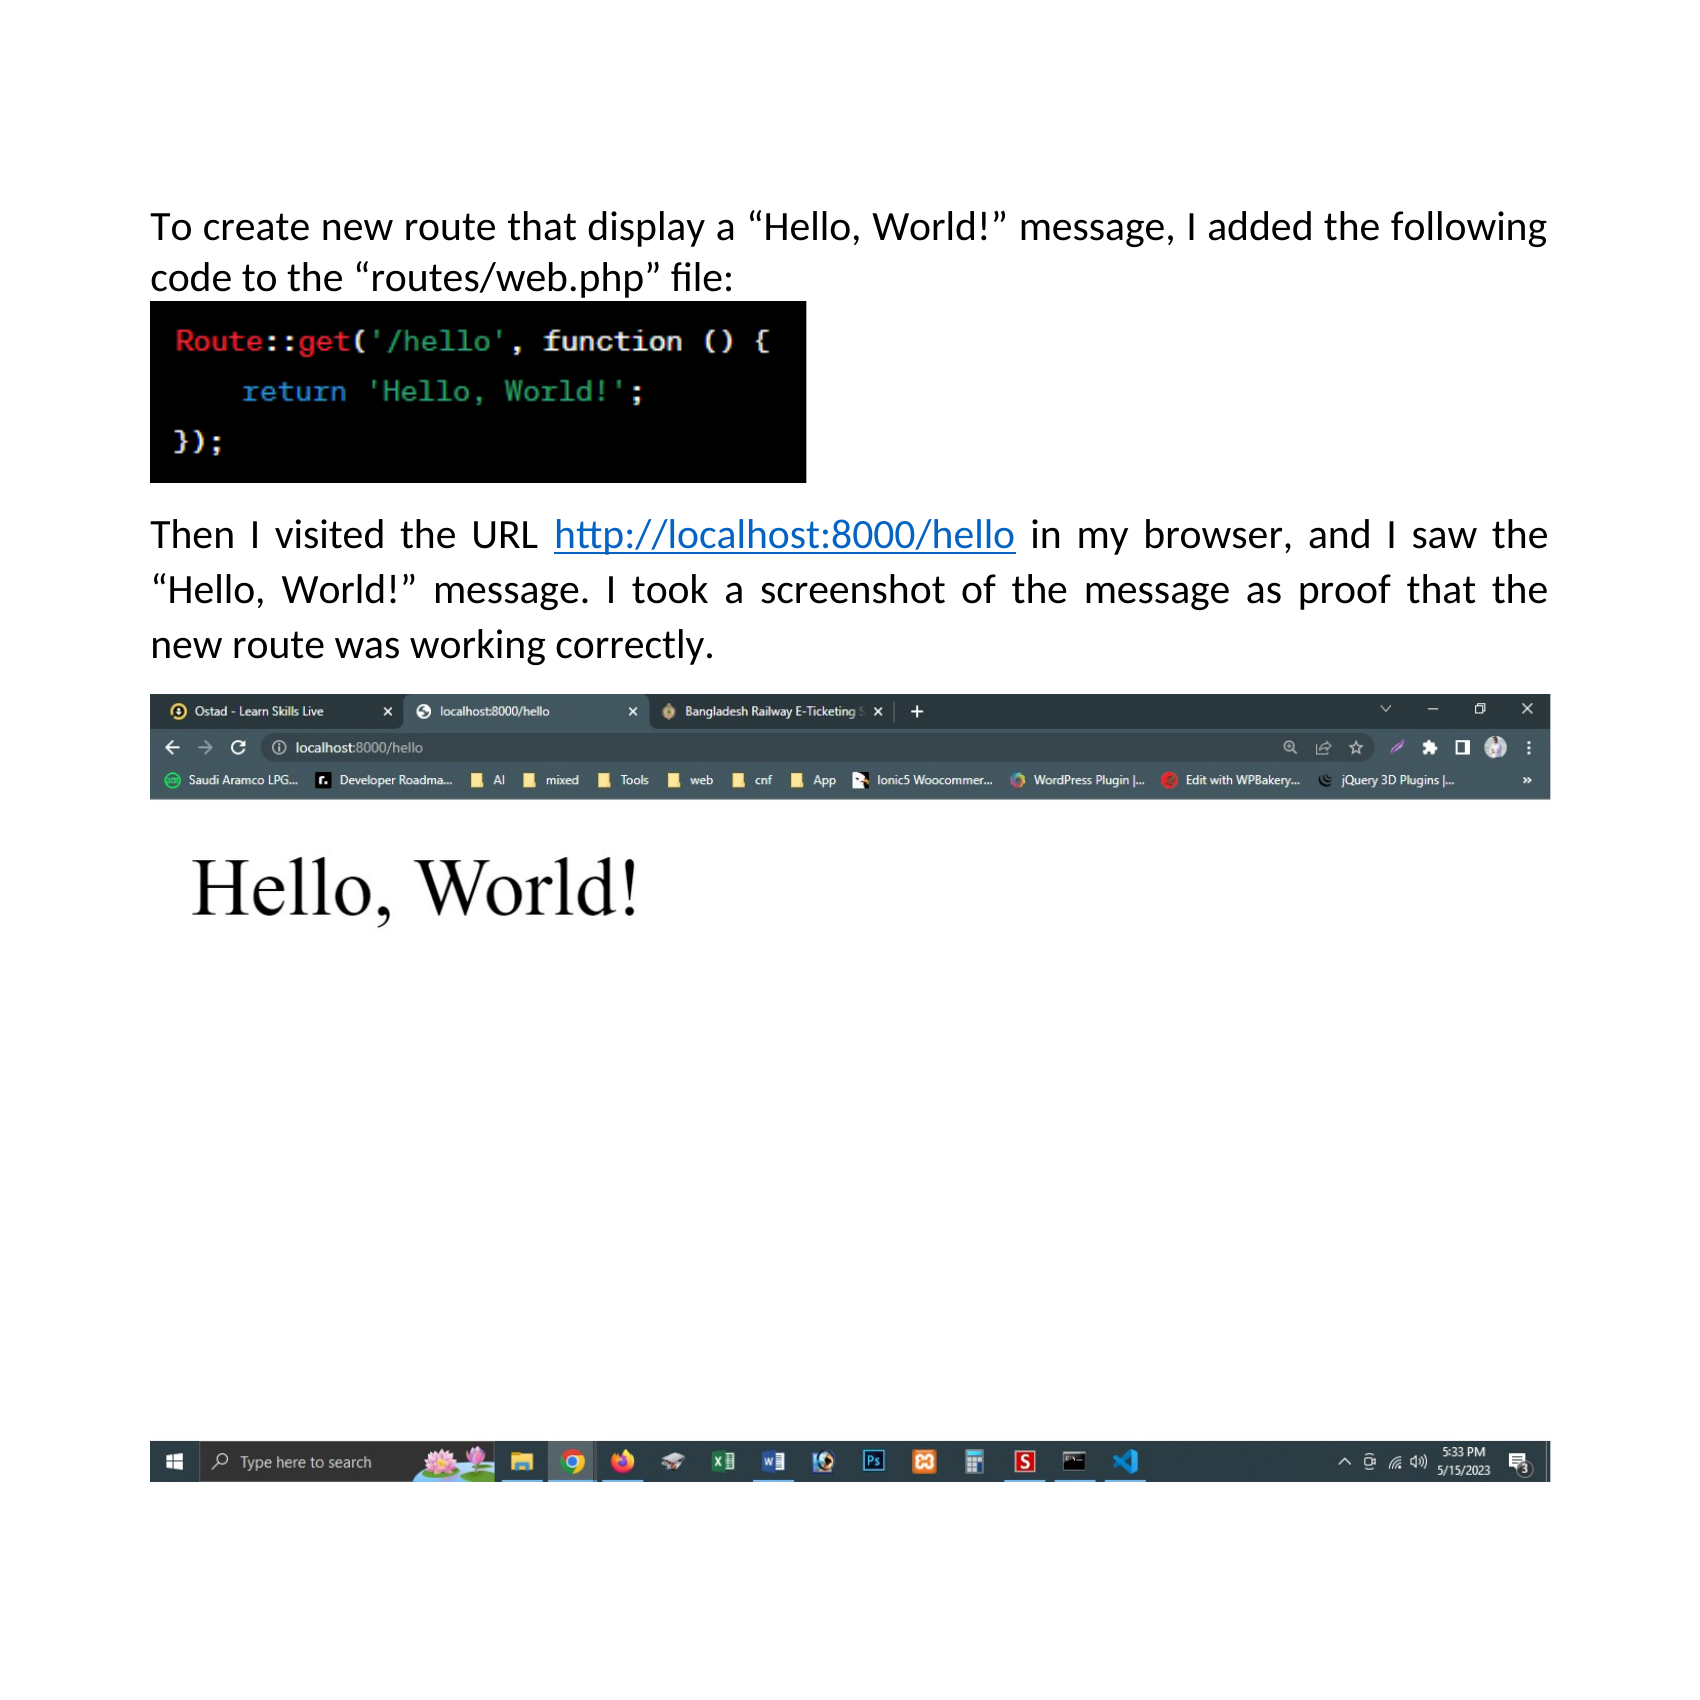 To create new route that display a “Hello, World!” message, I added the following
code to the “routes/web.php” file:
Route::get('/hello', function () {
    return 'Hello, World!';
});
Then I visited the URL http://localhost:8000/hello in my browser, and I saw the
“Hello, World!” message. I took a screenshot of the message as proof that the
new route was working correctly.
Ostad - Learn Skills Live localhost:8000/hello Bangladesh Railway E-Ticketing S
localhost:8000/hello
Saudi Aramco LPG... r. Developer Roadma... AI mixed Tools web cnf App Ionic5 Woocommer... WordPress Plugin |... Edit with WPBakery... jQuery 3D Plugins |... »
Hello, World!
Type here to search Ps S 5:33 PM
5/15/2023 3